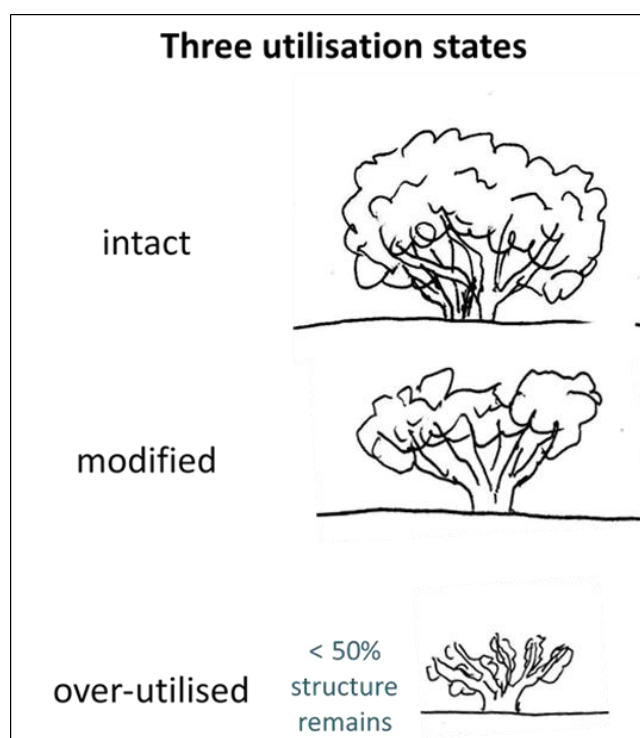 Three utilisation states
intact
modified
over-utilised
< 50%
structure
remains